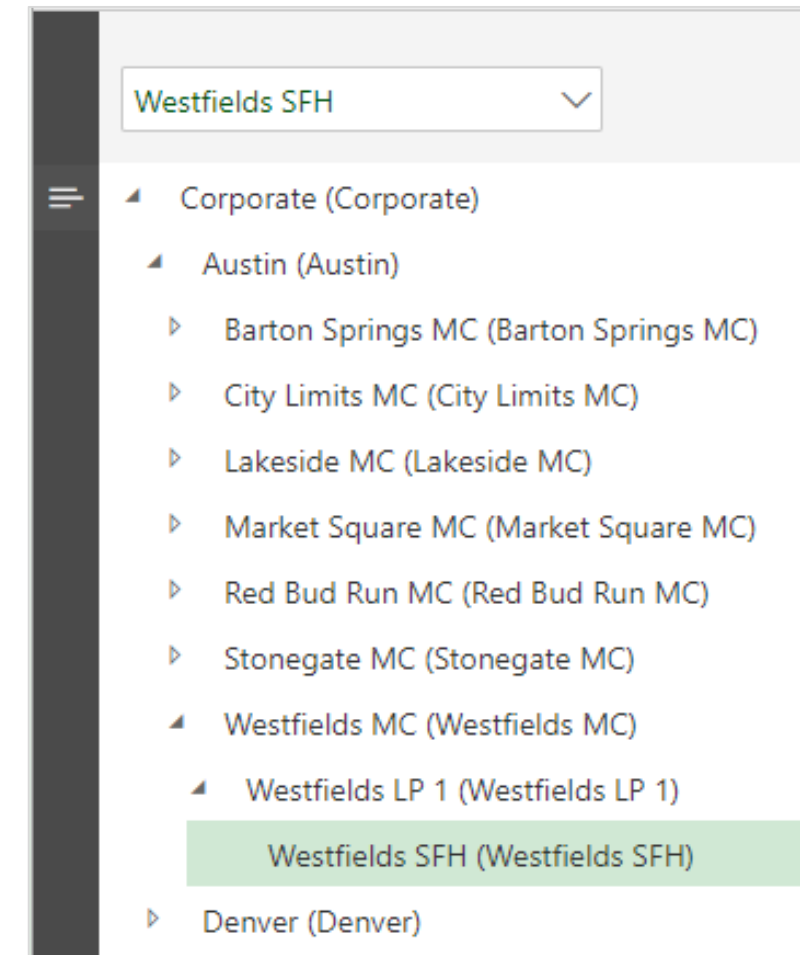 Westfields SFH
Corporate (Corporate)
Austin (Austin)
Barton Springs MC (Barton Springs MC)
City Limits MC (City Limits MC)
Lakeside MC (Lakeside MC)
Market Square MC (Market Square MC)
Red Bud Run MC (Red Bud Run MC)
Stonegate MC (Stonegate MC)
Westfields MC (Westfields MC)
Westfields LP 1 (Westfields LP 1)
Westfields SFH (Westfields SFH)
Denver (Denver)